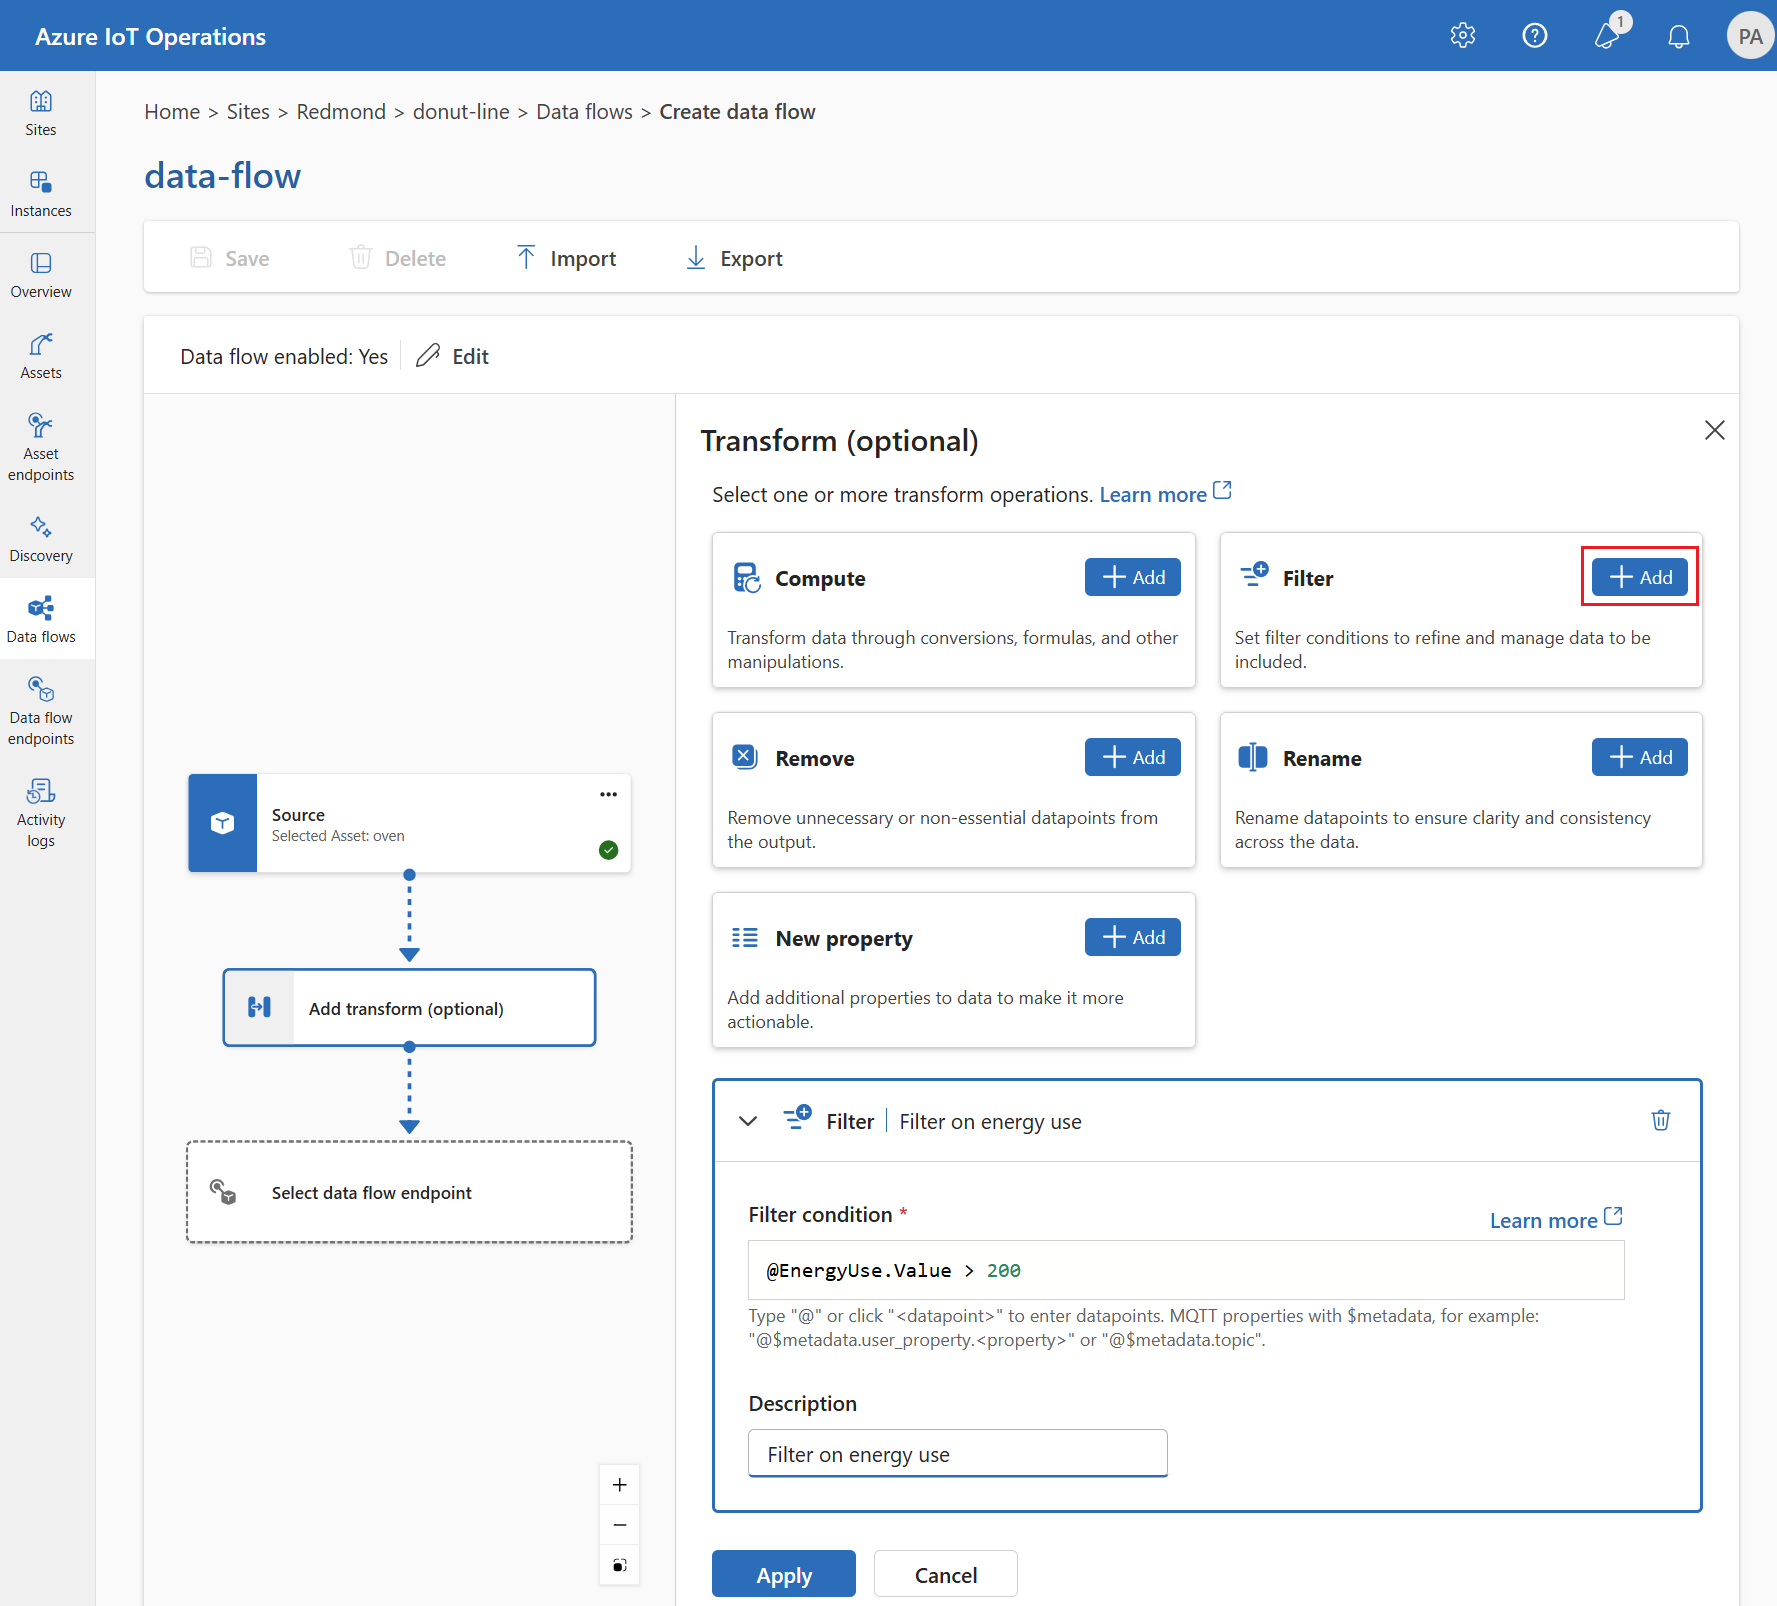 Azure IoT Operations
1
PA
Sites
Instances
Overview
Assets
Asset
endpoints
Discovery
Data flows
Data flow
endpoints
Activity
logs
Home > Sites > Redmond > donut-line > Data flows > Create data flow
data-flow
Save
Delete
Import
Export
Data flow enabled: Yes
Edit
Source
Selected Asset: oven
Add transform (optional)
Select data flow endpoint
Transform (optional)
Select one or more transform operations. Learn more
Compute
Add
Transform data through conversions, formulas, and other
manipulations.
Filter
Add
Set filter conditions to refine and manage data to be
included.
Remove
Add
Remove unnecessary or non-essential datapoints from
the output.
Rename
Add
Rename datapoints to ensure clarity and consistency
across the data.
New property
Add
Add additional properties to data to make it more
actionable.
Filter | Filter on energy use
Filter condition *
Learn more
@EnergyUse.Value > 200
Type "@" or click "<datapoint>" to enter datapoints. MQTT properties with $metadata, for example:
"@$metadata.user_property.<property>" or "@$metadata.topic".
Description
Filter on energy use
Apply
Cancel